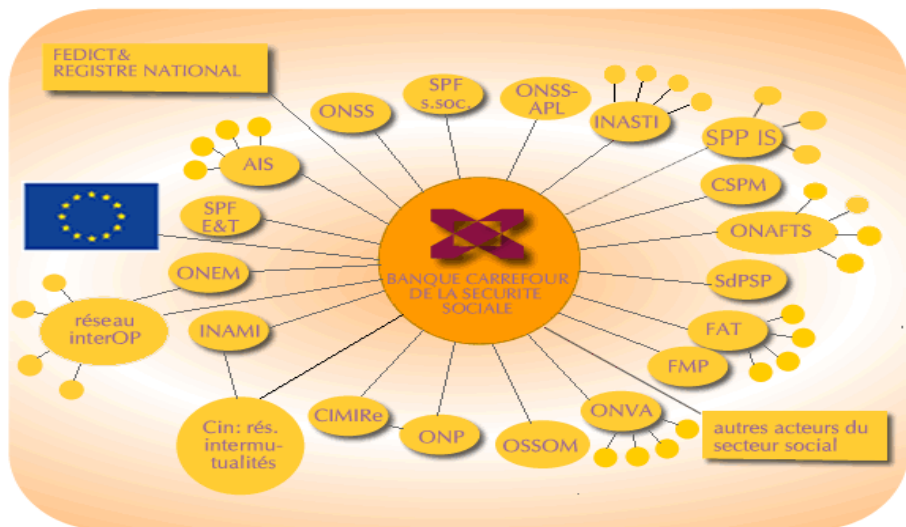 FEDICT&
REGISTRE NATIONAL
ONSS
SPF
s.soc.
ONSS-
APL
INASTI
SPP IS
AIS
CSPM
SPF
E&T
ONAFTS
ONEM
BANQUE CARREFOUR
DE LA SECURITE
SOCIALE
SdPSP
réseau
interOP
INAMI
FAT
FMP
Cin: rés.
intermu-
tualités
CIMIRe
ONP
OSSOM
ONVA
autres acteurs du
secteur social